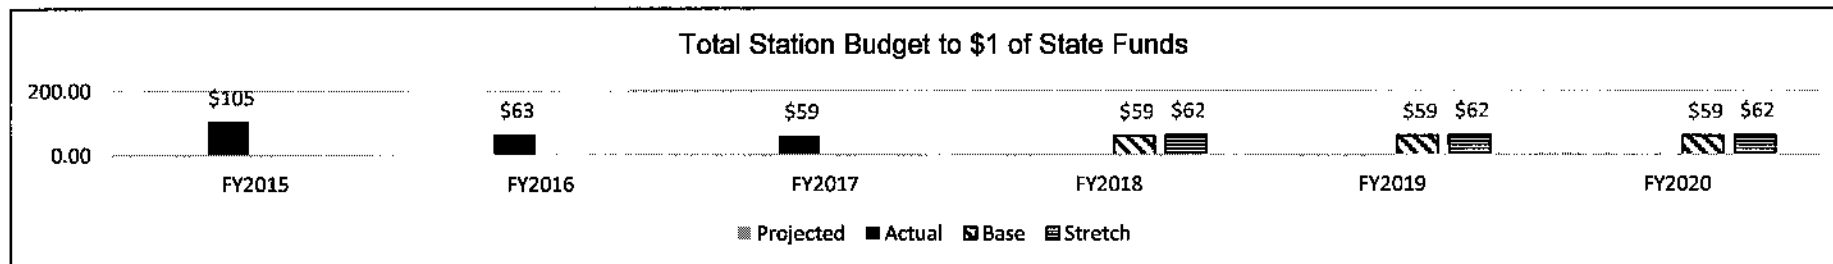 Total Station Budget to $1 of State Funds
200.00
$105 $63 $59 $59 $62 $59 $62 $59 $62
0.00
FY2015 FY2016 FY2017 FY2018 FY2019 FY2020
Projected Actual Base Stretch